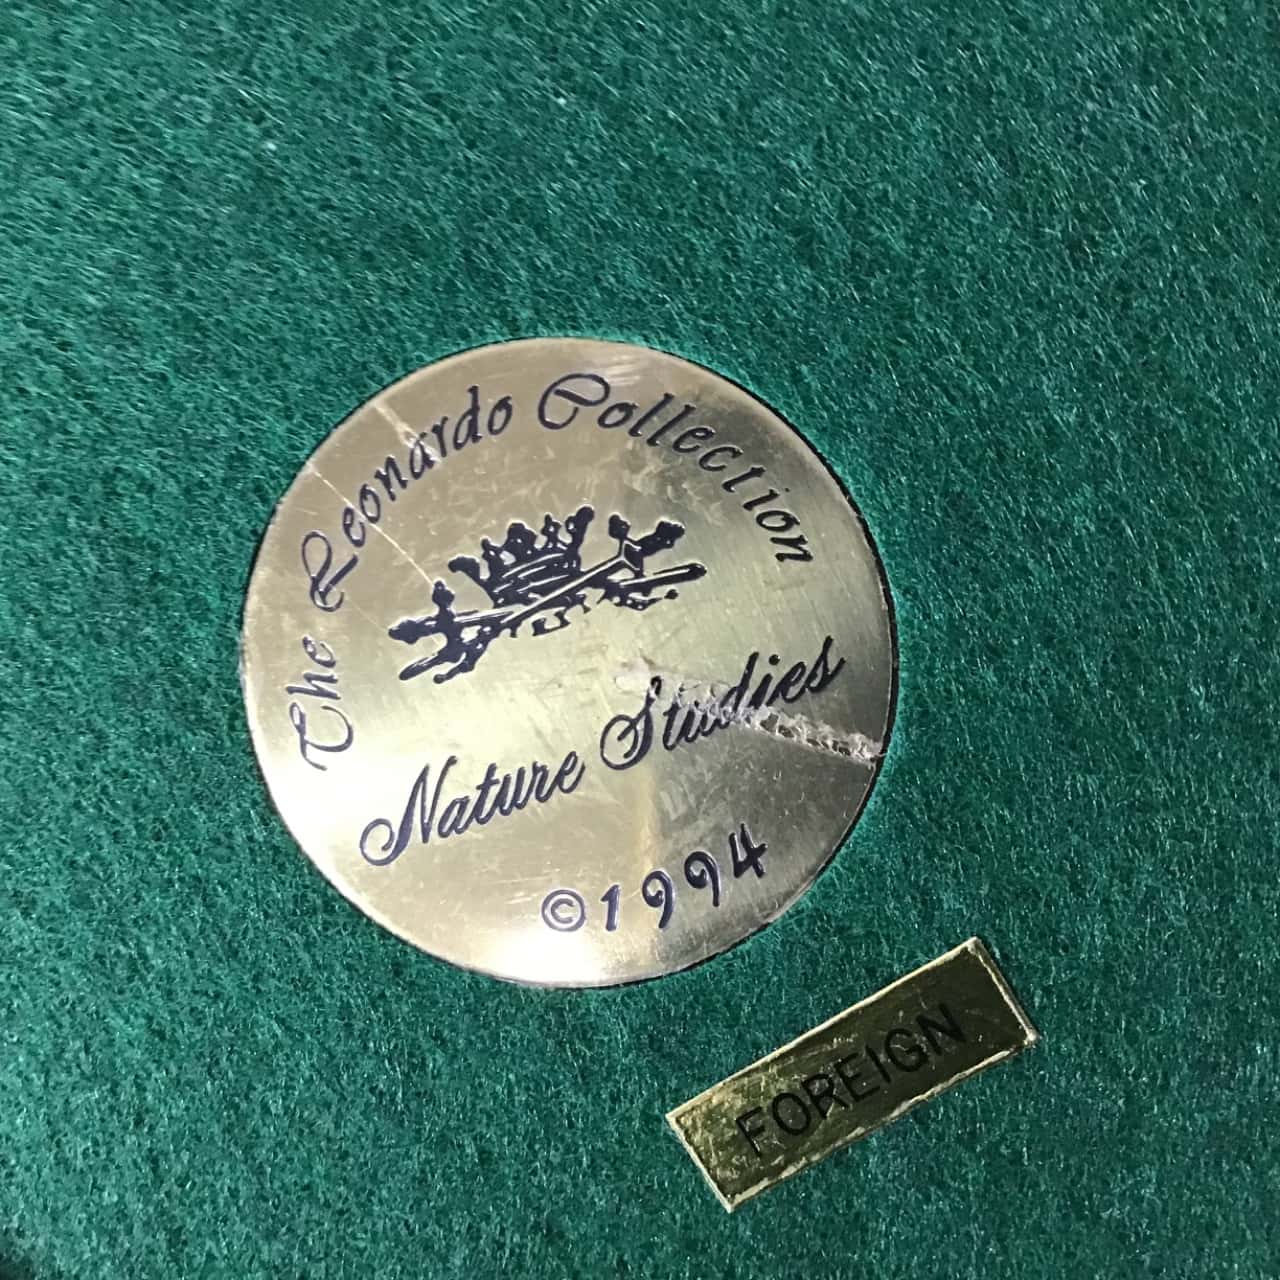 The Leonardo Collection
Nature Studies
©1994
FOREIGN